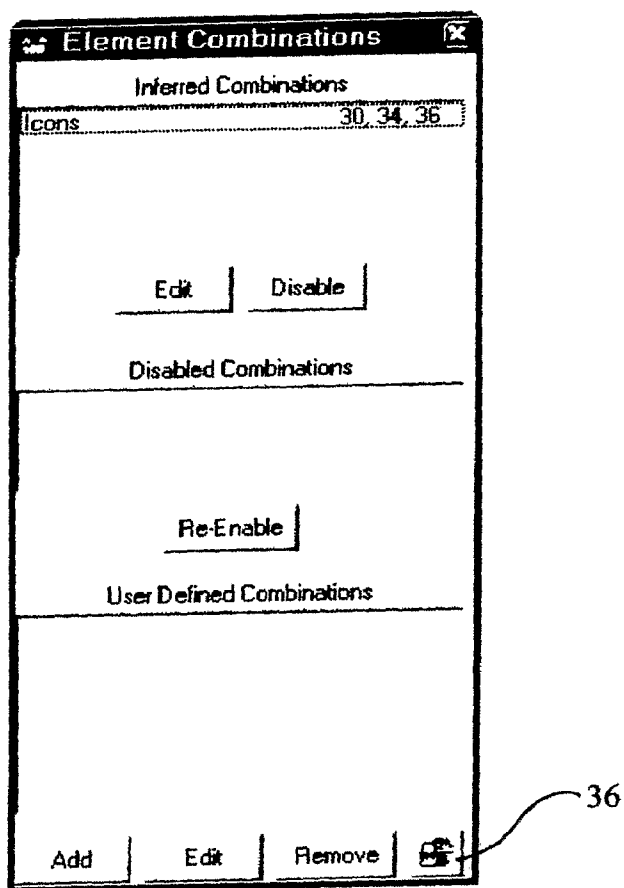 Element Combinations
Inferred Combinations
Icons 30, 34, 36
Edit Disable
Disabled Combinations
Re-Enable
User Defined Combinations
36
Add Edit Remove